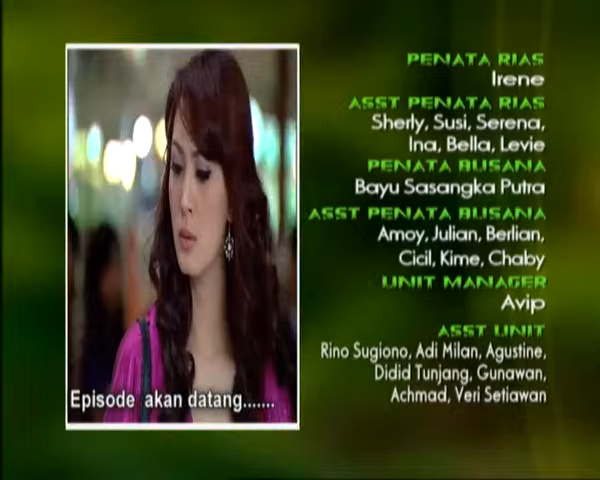 PENATA RIAS
Irene
ASST PENATA RIAS
Sherly, Susi, Serena,
Ina, Bella, Levie
PENATA BUSANA
Bayu Sasangka Putra
ASST PENATA BUSANA
Amoy, Julian, Berlian,
Cicil, Kime, Chaby
UNIT MANAGER
Avip
ASST UNIT
Rino Sugiono, Adi Milan, Agustine,
Didid Tunjang, Gunawan,
Achmad, Veri Setiawan
Episode akan datang.......